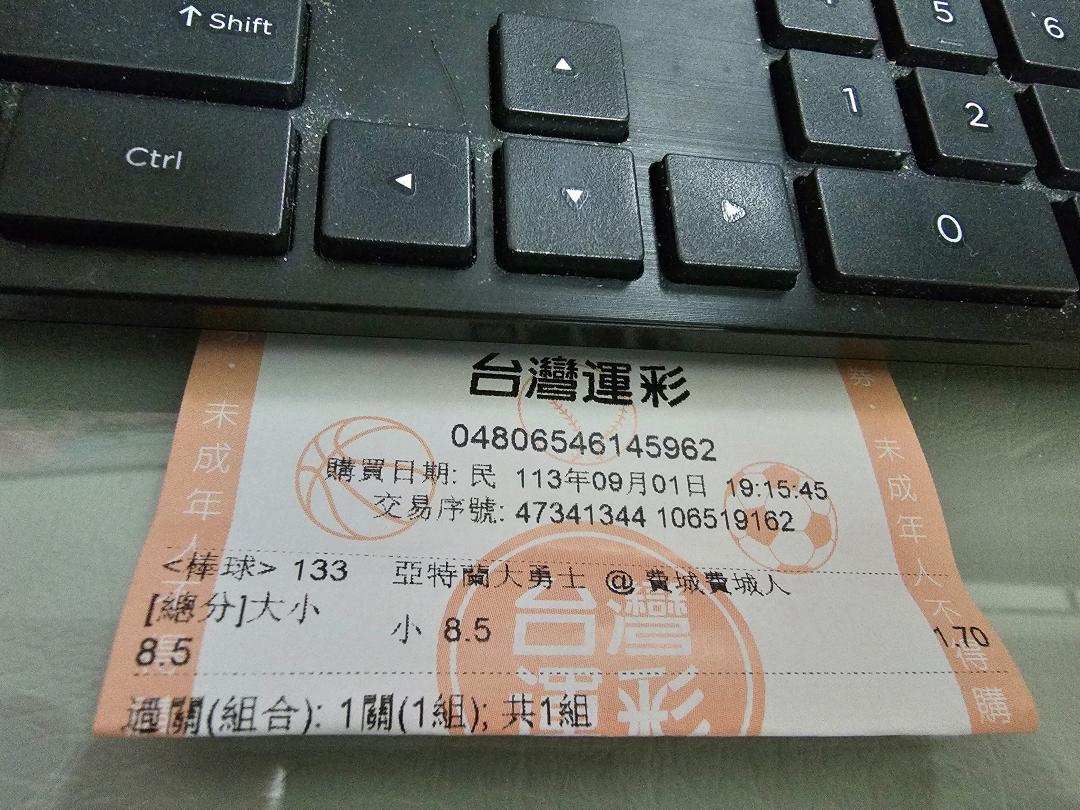 ↑ Shift
5
6
Ctrl
1
2
0
台灣運彩
04806546145962
購買日期: 民 113年09月01日 19:15:45
交易序號: 47341344 106519162
<棒球> 133 亞特蘭大勇士 @ 費城費城人
[總分]大小
小 8.5
1.70
8.5
過關(組合): 1關(1組); 共1組
券・未成年人不得
券・未成年人不得購
台灣